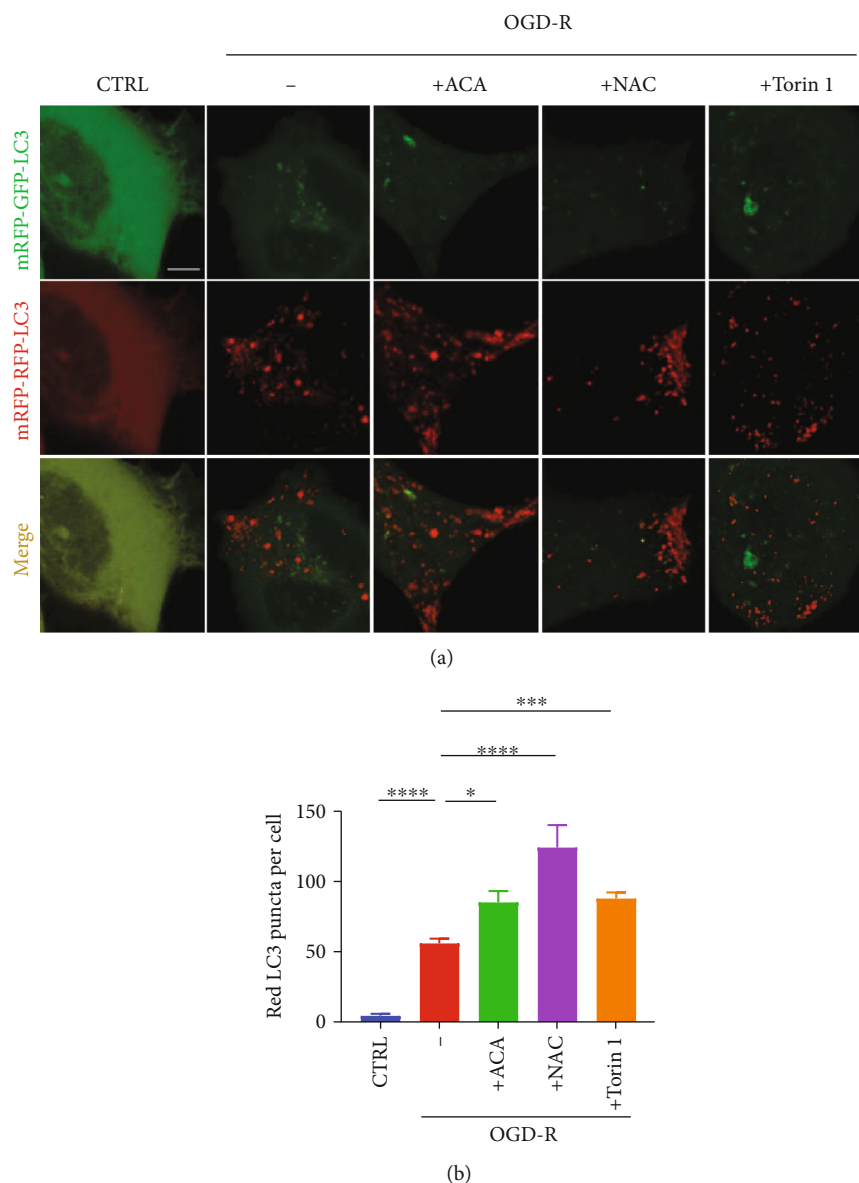 OGD-R
CTRL – +ACA +NAC +Torin 1
mRFP-GFP-LC3
mRFP-RFP-LC3
Merge
(a)
***
****
**** *
Red LC3 puncta per cell
150
100
50
0
CTRL – +ACA +NAC +Torin 1
OGD-R
(b)